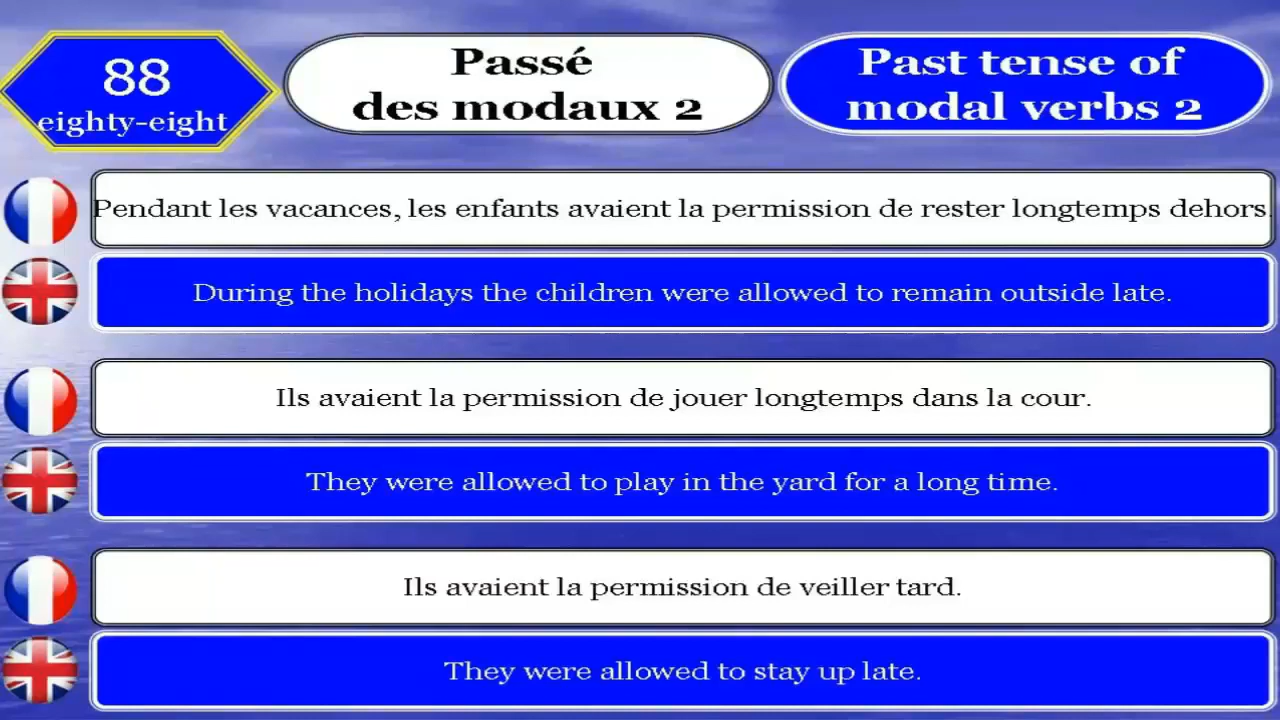 88
eighty-eight
Passé
des modaux 2
Past tense of
modal verbs 2
Pendant les vacances, les enfants avaient la permission de rester longtemps dehors.
During the holidays the children were allowed to remain outside late.
Ils avaient la permission de jouer longtemps dans la cour.
They were allowed to play in the yard for a long time.
Ils avaient la permission de veiller tard.
They were allowed to stay up late.